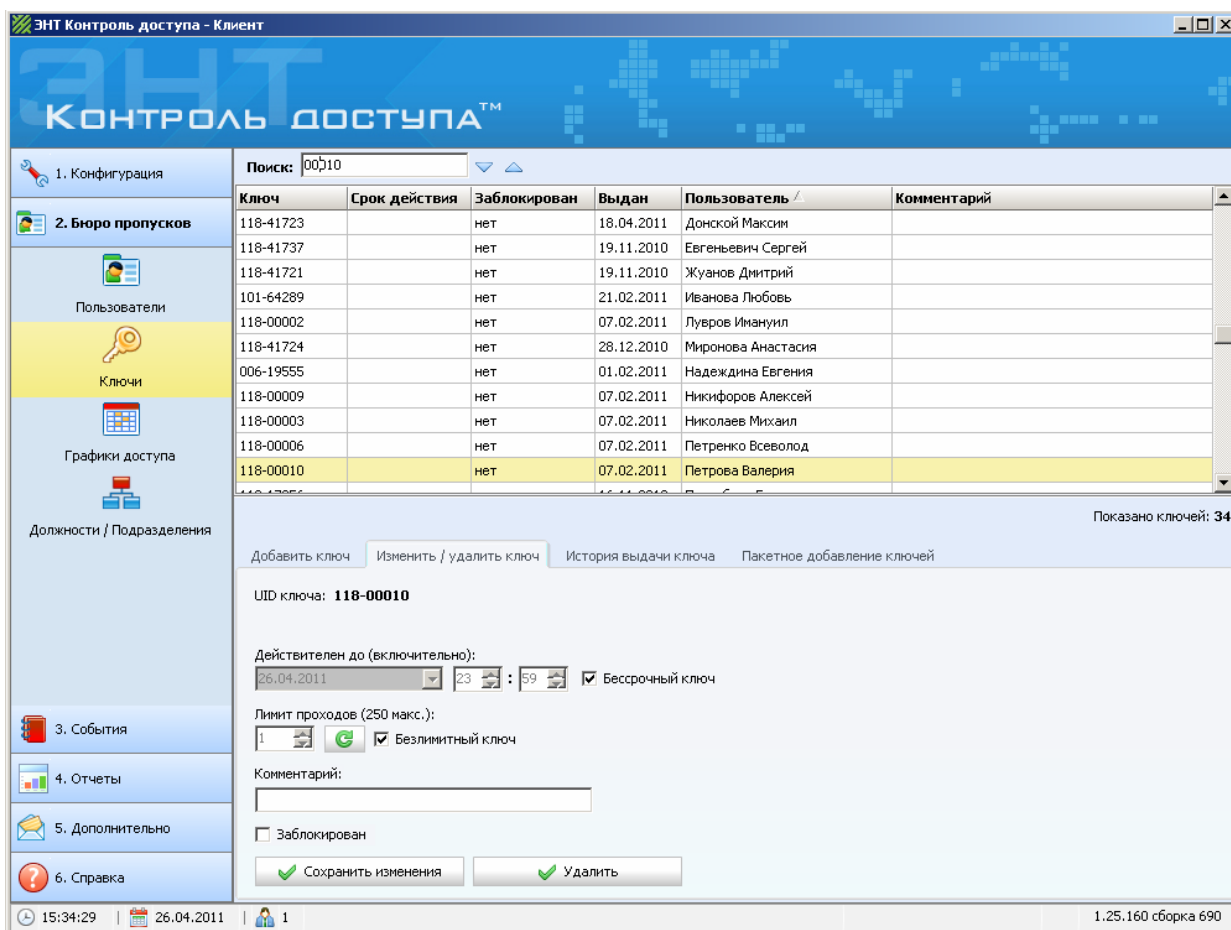 ЭНТ Контроль доступа - Клиент
ЭНТ
КОНТРОЛЬ ДОСТУПА™
1. Конфигурация
2. Бюро пропусков
Пользователи
Ключи
Графики доступа
Должности / Подразделения
3. События
4. Отчеты
5. Дополнительно
6. Справка
Поиск: 0010
Ключ Срок действия Заблокирован Выдан Пользователь Комментарий
118-41723 нет 18.04.2011 Донской Максим
118-41737 нет 19.11.2010 Евгеньевич Сергей
118-41721 нет 19.11.2010 Жуанов Дмитрий
101-64289 нет 21.02.2011 Иванова Любовь
118-00002 нет 07.02.2011 Лувров Имануил
118-41724 нет 28.12.2010 Миронова Анастасия
006-19555 нет 01.02.2011 Надеждина Евгения
118-00009 нет 07.02.2011 Никифоров Алексей
118-00003 нет 07.02.2011 Николаев Михаил
118-00006 нет 07.02.2011 Петренко Всеволод
118-00010 нет 07.02.2011 Петрова Валерия
Показано ключей: 34
Добавить ключ Изменить / удалить ключ История выдачи ключа Пакетное добавление ключей
UID ключа: 118-00010
Действителен до (включительно):
26.04.2011 23 : 59 Бессрочный ключ
Лимит проходов (250 макс.):
1 Безлимитный ключ
Комментарий:
Заблокирован
Сохранить изменения Удалить
15:34:29 | 26.04.2011 | 1 1.25.160 сборка 690